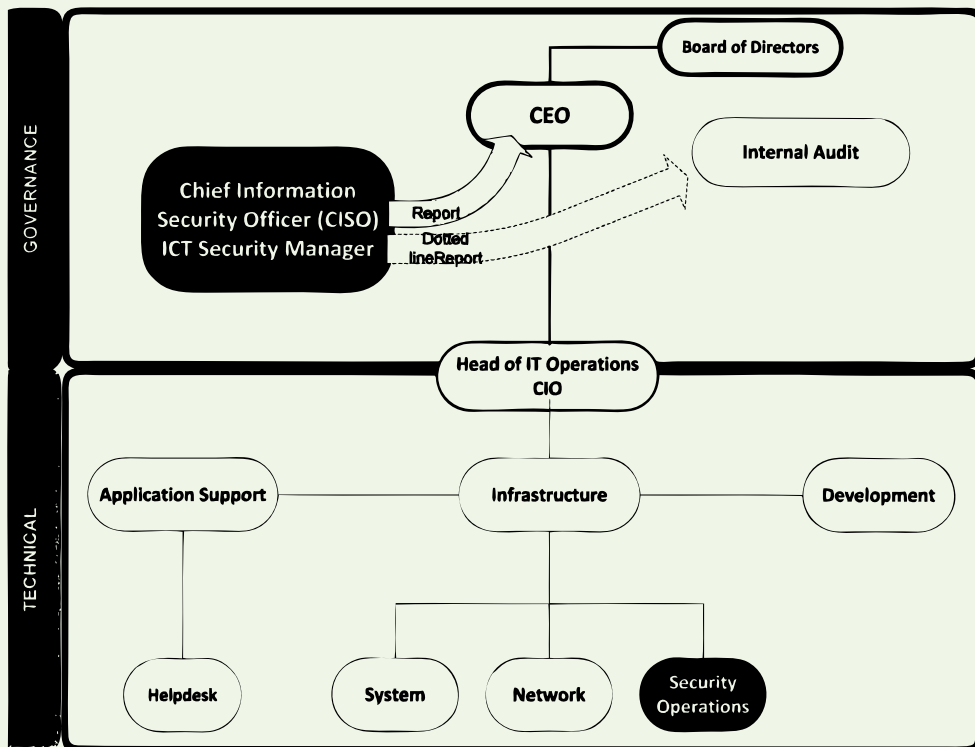 GOVERNANCE
Board of Directors
CEO
Internal Audit
Chief Information
Security Officer (CISO)
ICT Security Manager
Report
Dotted
lineReport
Head of IT Operations
CIO
TECHNICAL
Application Support
Infrastructure
Development
Helpdesk
System
Network
Security
Operations